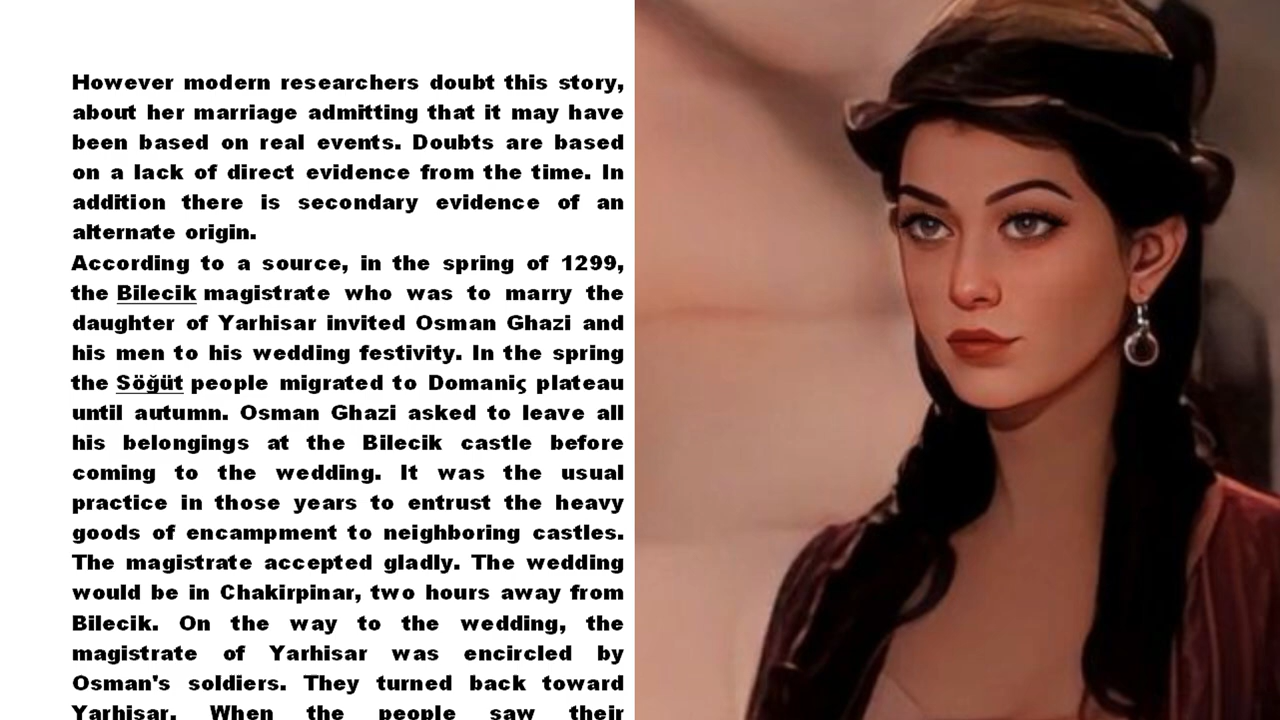 However modern researchers doubt this story,
about her marriage admitting that it may have
been based on real events. Doubts are based
on a lack of direct evidence from the time. In
addition there is secondary evidence of an
alternate origin.
According to a source, in the spring of 1299,
the Bilecik magistrate who was to marry the
daughter of Yarhisar invited Osman Ghazi and
his men to his wedding festivity. In the spring
the Söğüt people migrated to Domaniç plateau
until autumn. Osman Ghazi asked to leave all
his belongings at the Bilecik castle before
coming to the wedding. It was the usual
practice in those years to entrust the heavy
goods of encampment to neighboring castles.
The magistrate accepted gladly. The wedding
would be in Chakirpinar, two hours away from
Bilecik. On the way to the wedding, the
magistrate of Yarhisar was encircled by
Osman's soldiers. They turned back toward
Yarhisar. When the people saw their